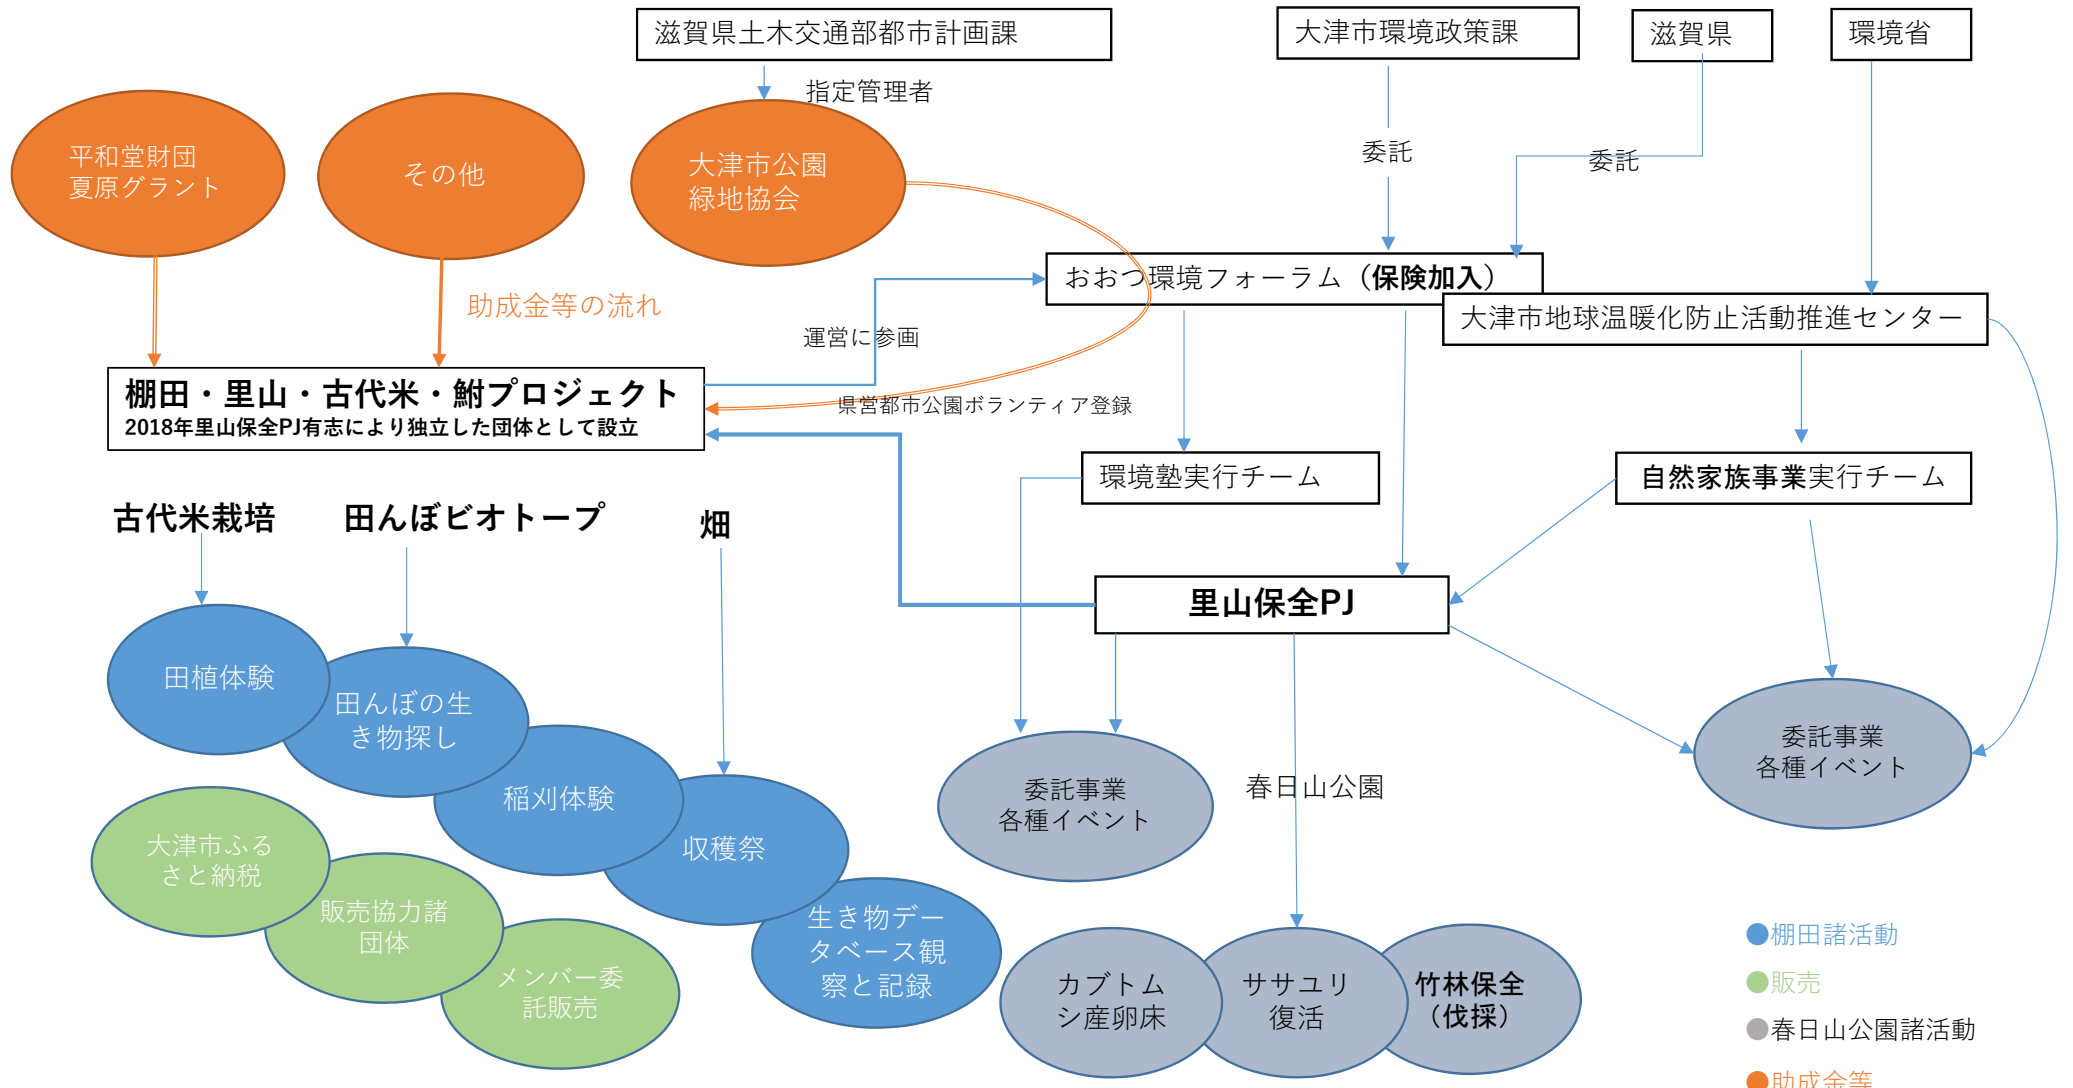 滋賀県土木交通部都市計画課
大津市環境政策課
滋賀県
環境省
指定管理者
平和堂財団
夏原グラント
その他
大津市公園
緑地協会
委託
委託
おおつ環境フォーラム（保険加入）
助成金等の流れ
大津市地球温暖化防止活動推進センター
運営に参画
棚田・里山・古代米・鮒プロジェクト
2018年里山保全PJ有志により独立した団体として設立
県営都市公園ボランティア登録
環境塾実行チーム
自然家族事業実行チーム
古代米栽培
田んぼビオトープ
畑
里山保全PJ
田植体験
田んぼの生
き物探し
稲刈体験
収穫祭
生き物デー
タベース観
察と記録
委託事業
各種イベント
春日山公園
委託事業
各種イベント
大津市ふる
さと納税
販売協力諸
団体
メンバー委
託販売
カブトム
シ産卵床
ササユリ
復活
竹林保全
（伐採）
●棚田諸活動
●販売
●春日山公園諸活動
●助成金等